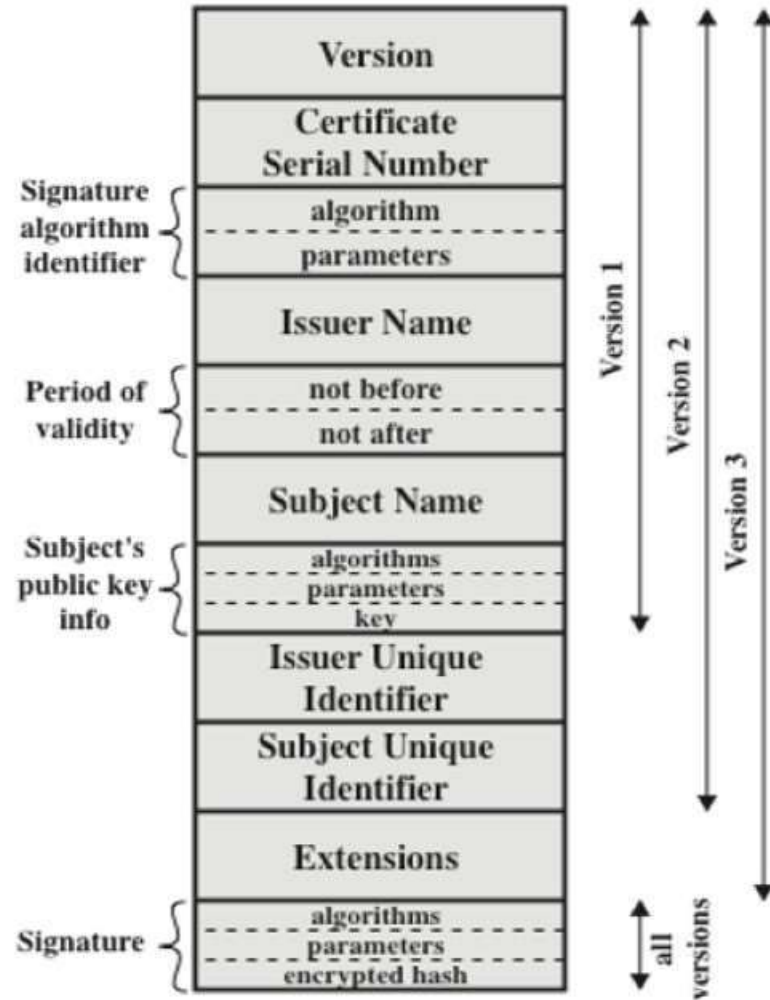 Version
Certificate
Serial Number
Signature
algorithm
identifier
algorithm
parameters
Issuer Name
Period of
validity
not before
not after
Subject Name
Subject's
public key
info
algorithms
parameters
key
Issuer Unique
Identifier
Subject Unique
Identifier
Extensions
Signature
algorithms
parameters
encrypted hash
Version 1
Version 2
Version 3
all
versions